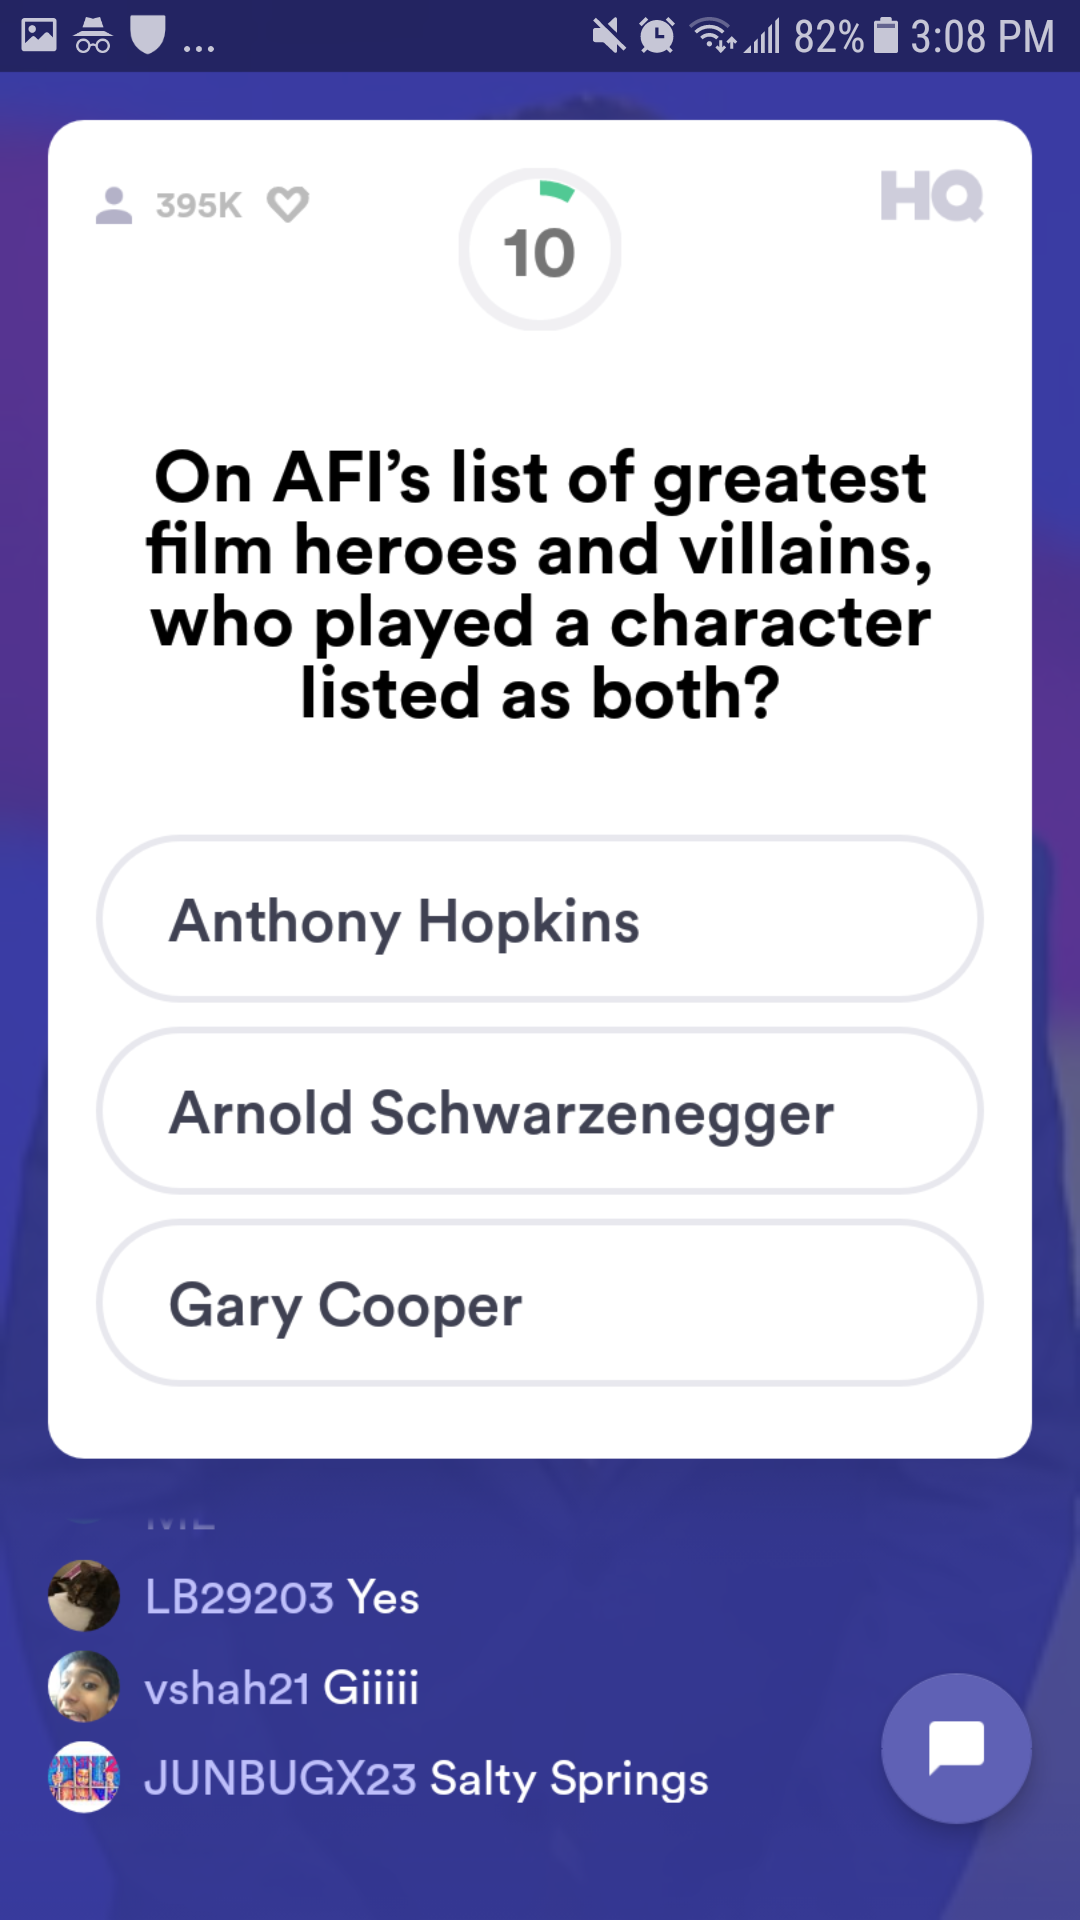 ... 82% 3:08 PM
395K
10
HQ
On AFI’s list of greatest
film heroes and villains,
who played a character
listed as both?
Anthony Hopkins
Arnold Schwarzenegger
Gary Cooper
LB29203 Yes
vshah21 Giiiii
JUNBUGX23 Salty Springs